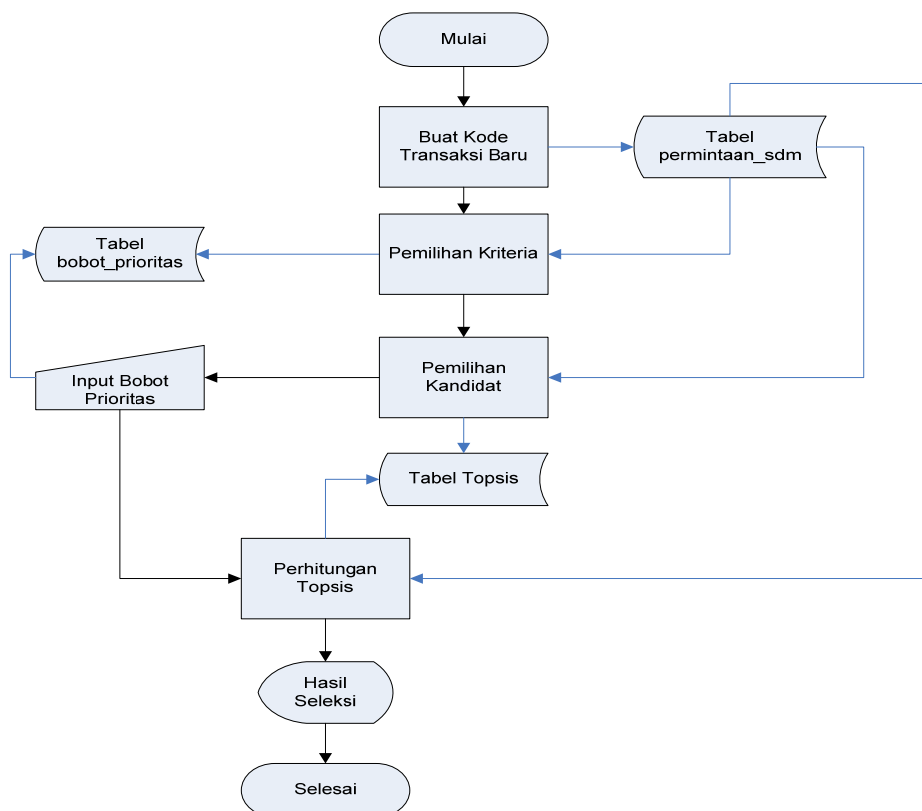 Mulai
Buat Kode
Transaksi Baru
Tabel
permintaan_sdm
Tabel
bobot_prioritas
Pemilihan Kriteria
Pemilihan
Kandidat
Input Bobot
Prioritas
Tabel Topsis
Perhitungan
Topsis
Hasil
Seleksi
Selesai